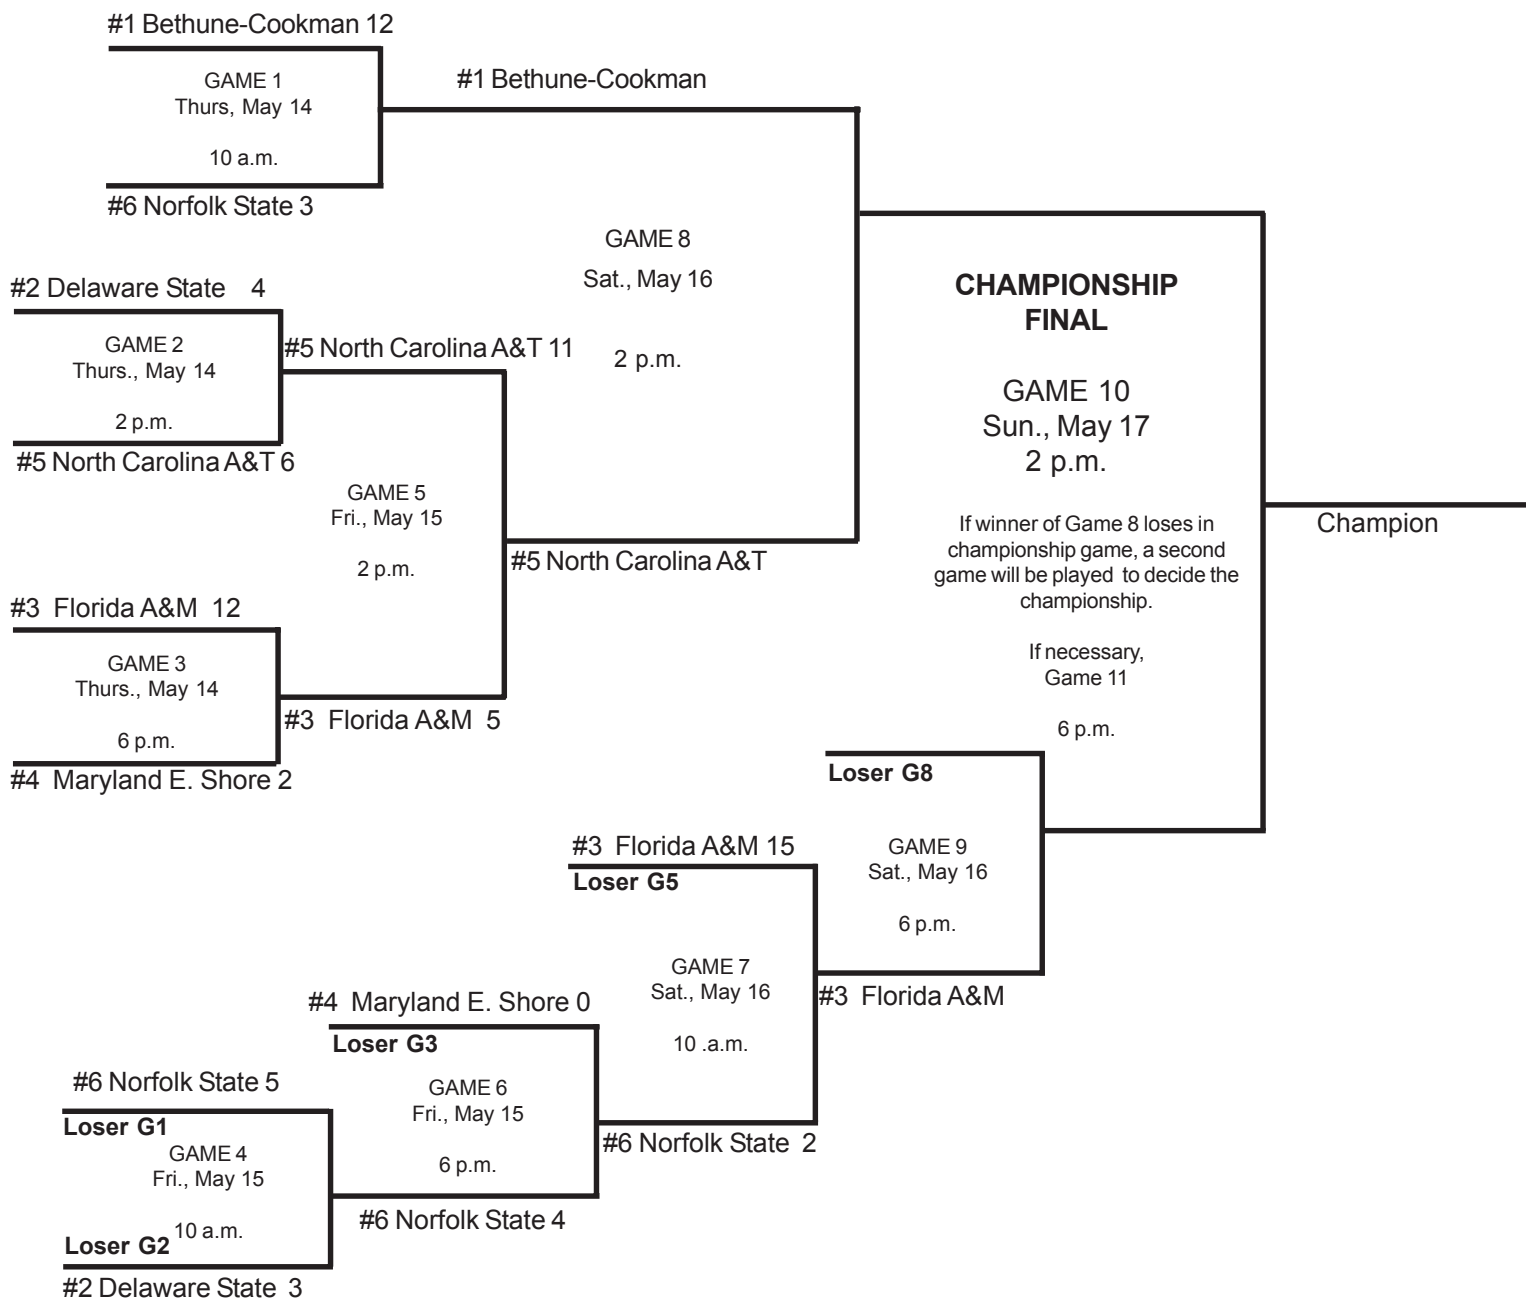 #1 Bethune-Cookman 12
GAME 1
Thurs, May 14
10 a.m.
#6 Norfolk State 3
#1 Bethune-Cookman
#2 Delaware State 4
GAME 2
Thurs., May 14
2 p.m.
#5 North Carolina A&T 6
#5 North Carolina A&T 11
GAME 5
Fri., May 15
2 p.m.
#3 Florida A&M 12
GAME 3
Thurs., May 14
6 p.m.
#4 Maryland E. Shore 2
#3 Florida A&M 5
GAME 8
Sat., May 16
2 p.m.
#5 North Carolina A&T
CHAMPIONSHIP
FINAL
GAME 10
Sun., May 17
2 p.m.
If winner of Game 8 loses in
championship game, a second
game will be played to decide the
championship.
If necessary,
Game 11
6 p.m.
Champion
Loser G8
GAME 9
Sat., May 16
6 p.m.
#3 Florida A&M
#3 Florida A&M 15
Loser G5
GAME 7
Sat., May 16
10 .a.m.
#6 Norfolk State 2
#4 Maryland E. Shore 0
Loser G3
GAME 6
Fri., May 15
6 p.m.
#6 Norfolk State 4
#6 Norfolk State 5
Loser G1
GAME 4
Fri., May 15
10 a.m.
Loser G2
#2 Delaware State 3